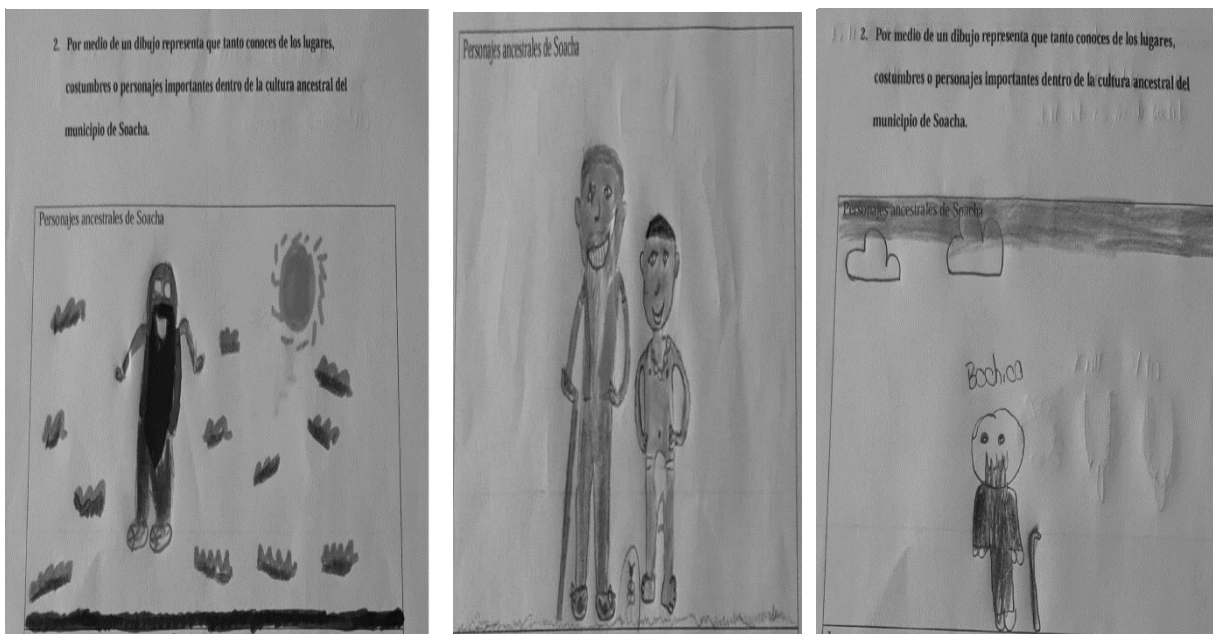 2. Por medio de un dibujo representa que tanto conoces de los lugares,
costumbres o personajes importantes dentro de la cultura ancestral del
municipio de Soacha.
Personajes ancestrales de Soacha
Personajes ancestrales de Soacha
2. Por medio de un dibujo representa que tanto conoces de los lugares,
costumbres o personajes importantes dentro de la cultura ancestral del
municipio de Soacha.
Personajes ancestrales de Soacha
Bochica